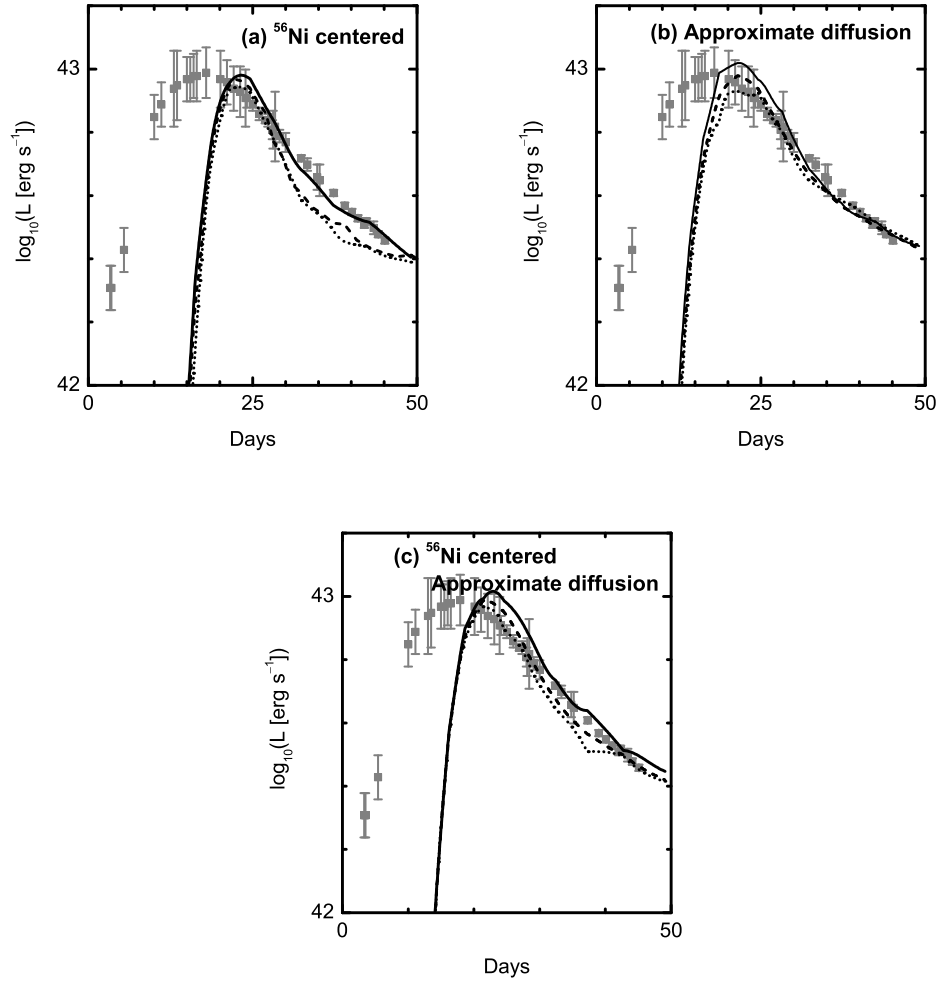 (a) ⁵⁶Ni centered
43
log₁₀(L [erg s⁻¹])
42
0
25
50
Days
(b) Approximate diffusion
43
log₁₀(L [erg s⁻¹])
42
0
25
50
Days
(c) ⁵⁶Ni centered
Approximate diffusion
43
log₁₀(L [erg s⁻¹])
42
0
50
Days